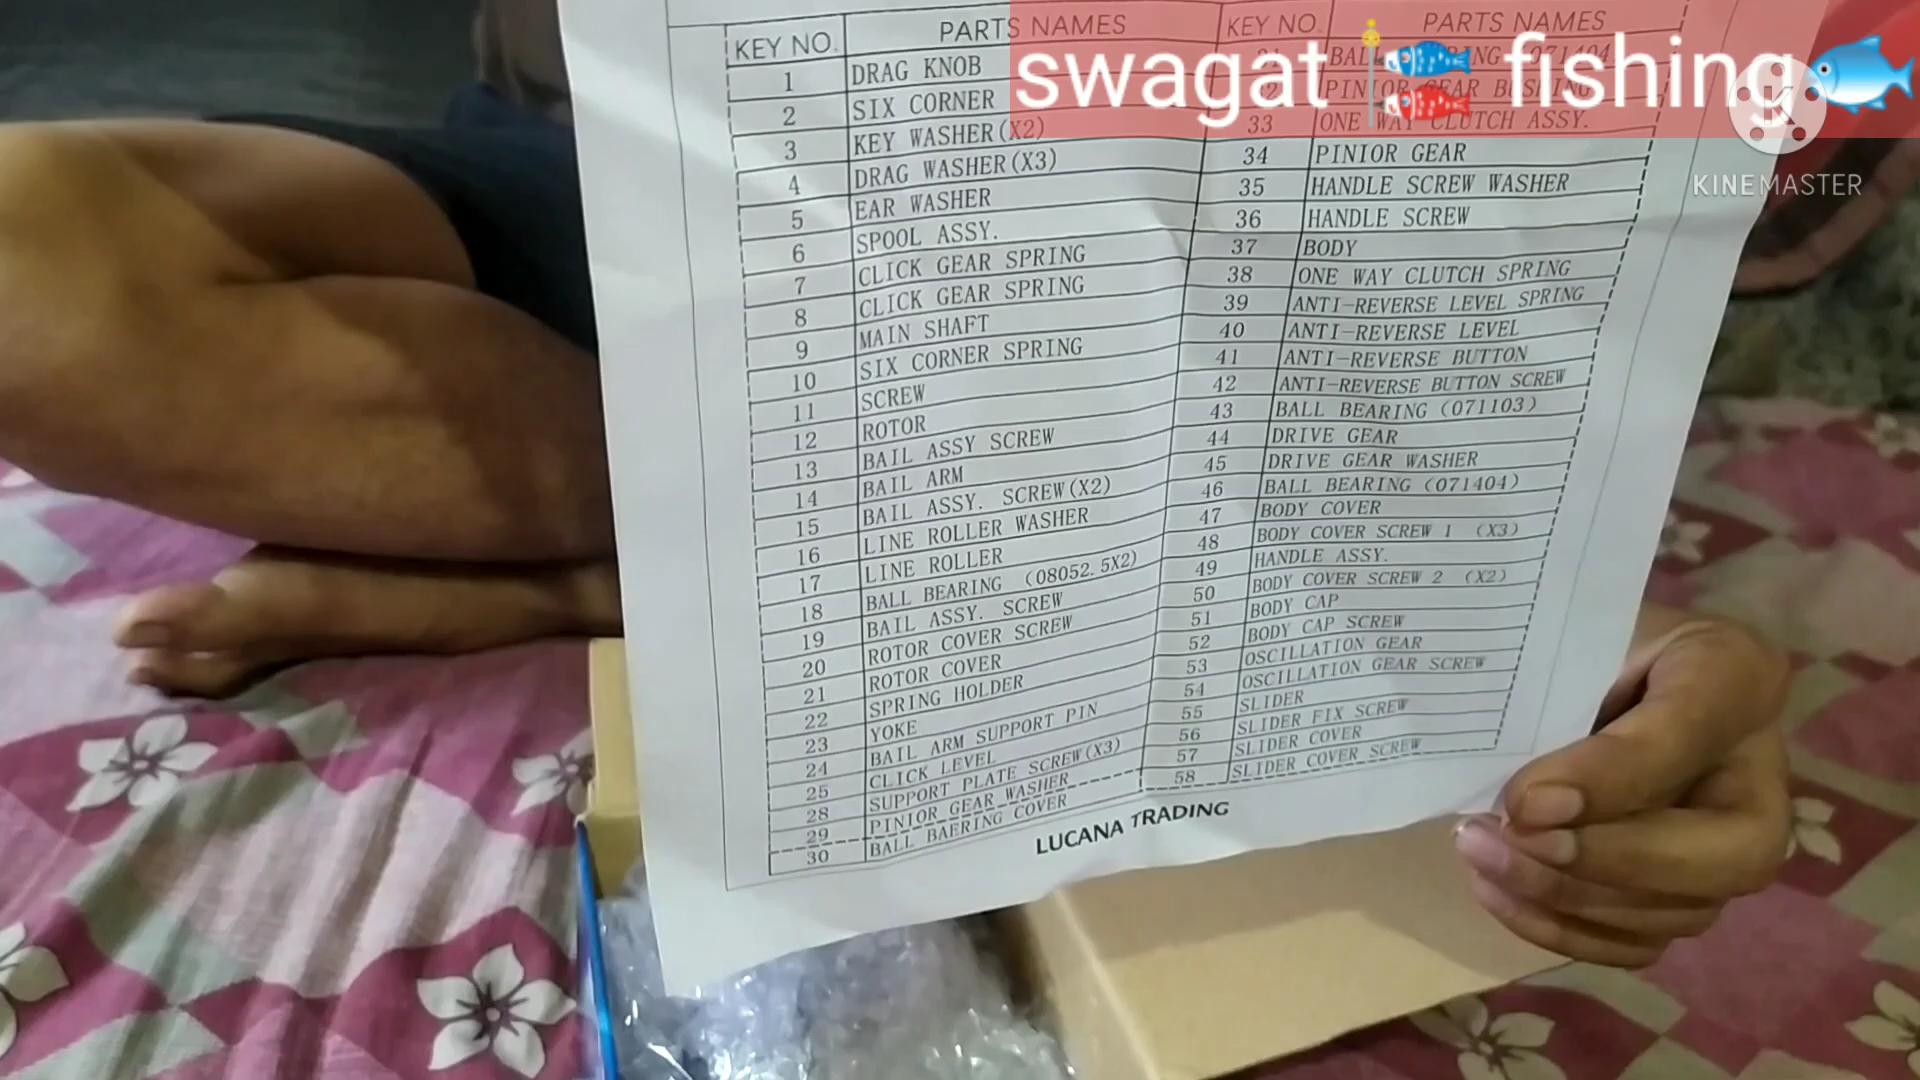 KEY NO. PARTS NAMES KEY NO. PARTS NAMES
swagat fishing
KINEMASTER
1 DRAG KNOB
2 SIX CORNER
3 KEY WASHER(X2)
4 DRAG WASHER(X3)
5 EAR WASHER
6 SPOOL ASSY.
7 CLICK GEAR SPRING
8 CLICK GEAR SPRING
9 MAIN SHAFT
10 SIX CORNER SPRING
11 SCREW
12 ROTOR
13 BAIL ASSY SCREW
14 BAIL ARM
15 BAIL ASSY. SCREW(X2)
16 LINE ROLLER WASHER
17 LINE ROLLER
18 BALL BEARING (08052.5X2)
19 BAIL ASSY. SCREW
20 ROTOR COVER SCREW
21 ROTOR COVER
22 SPRING HOLDER
23 YOKE
24 BAIL ARM SUPPORT PIN
25 CLICK LEVEL
28 SUPPORT PLATE SCREW(X3)
29 PINIOR GEAR WASHER
30 BALL BAERING COVER
33 ONE WAY CLUTCH ASSY.
34 PINIOR GEAR
35 HANDLE SCREW WASHER
36 HANDLE SCREW
37 BODY
38 ONE WAY CLUTCH SPRING
39 ANTI-REVERSE LEVEL SPRING
40 ANTI-REVERSE LEVEL
41 ANTI-REVERSE BUTTON
42 ANTI-REVERSE BUTTON SCREW
43 BALL BEARING (071103)
44 DRIVE GEAR
45 DRIVE GEAR WASHER
46 BALL BEARING (071404)
47 BODY COVER
48 BODY COVER SCREW 1 (X3)
49 HANDLE ASSY.
50 BODY COVER SCREW 2 (X2)
51 BODY CAP
52 BODY CAP SCREW
53 OSCILLATION GEAR
54 OSCILLATION GEAR SCREW
55 SLIDER
56 SLIDER FIX SCREW
57 SLIDER COVER
58 SLIDER COVER SCREW
LUCANA TRADING